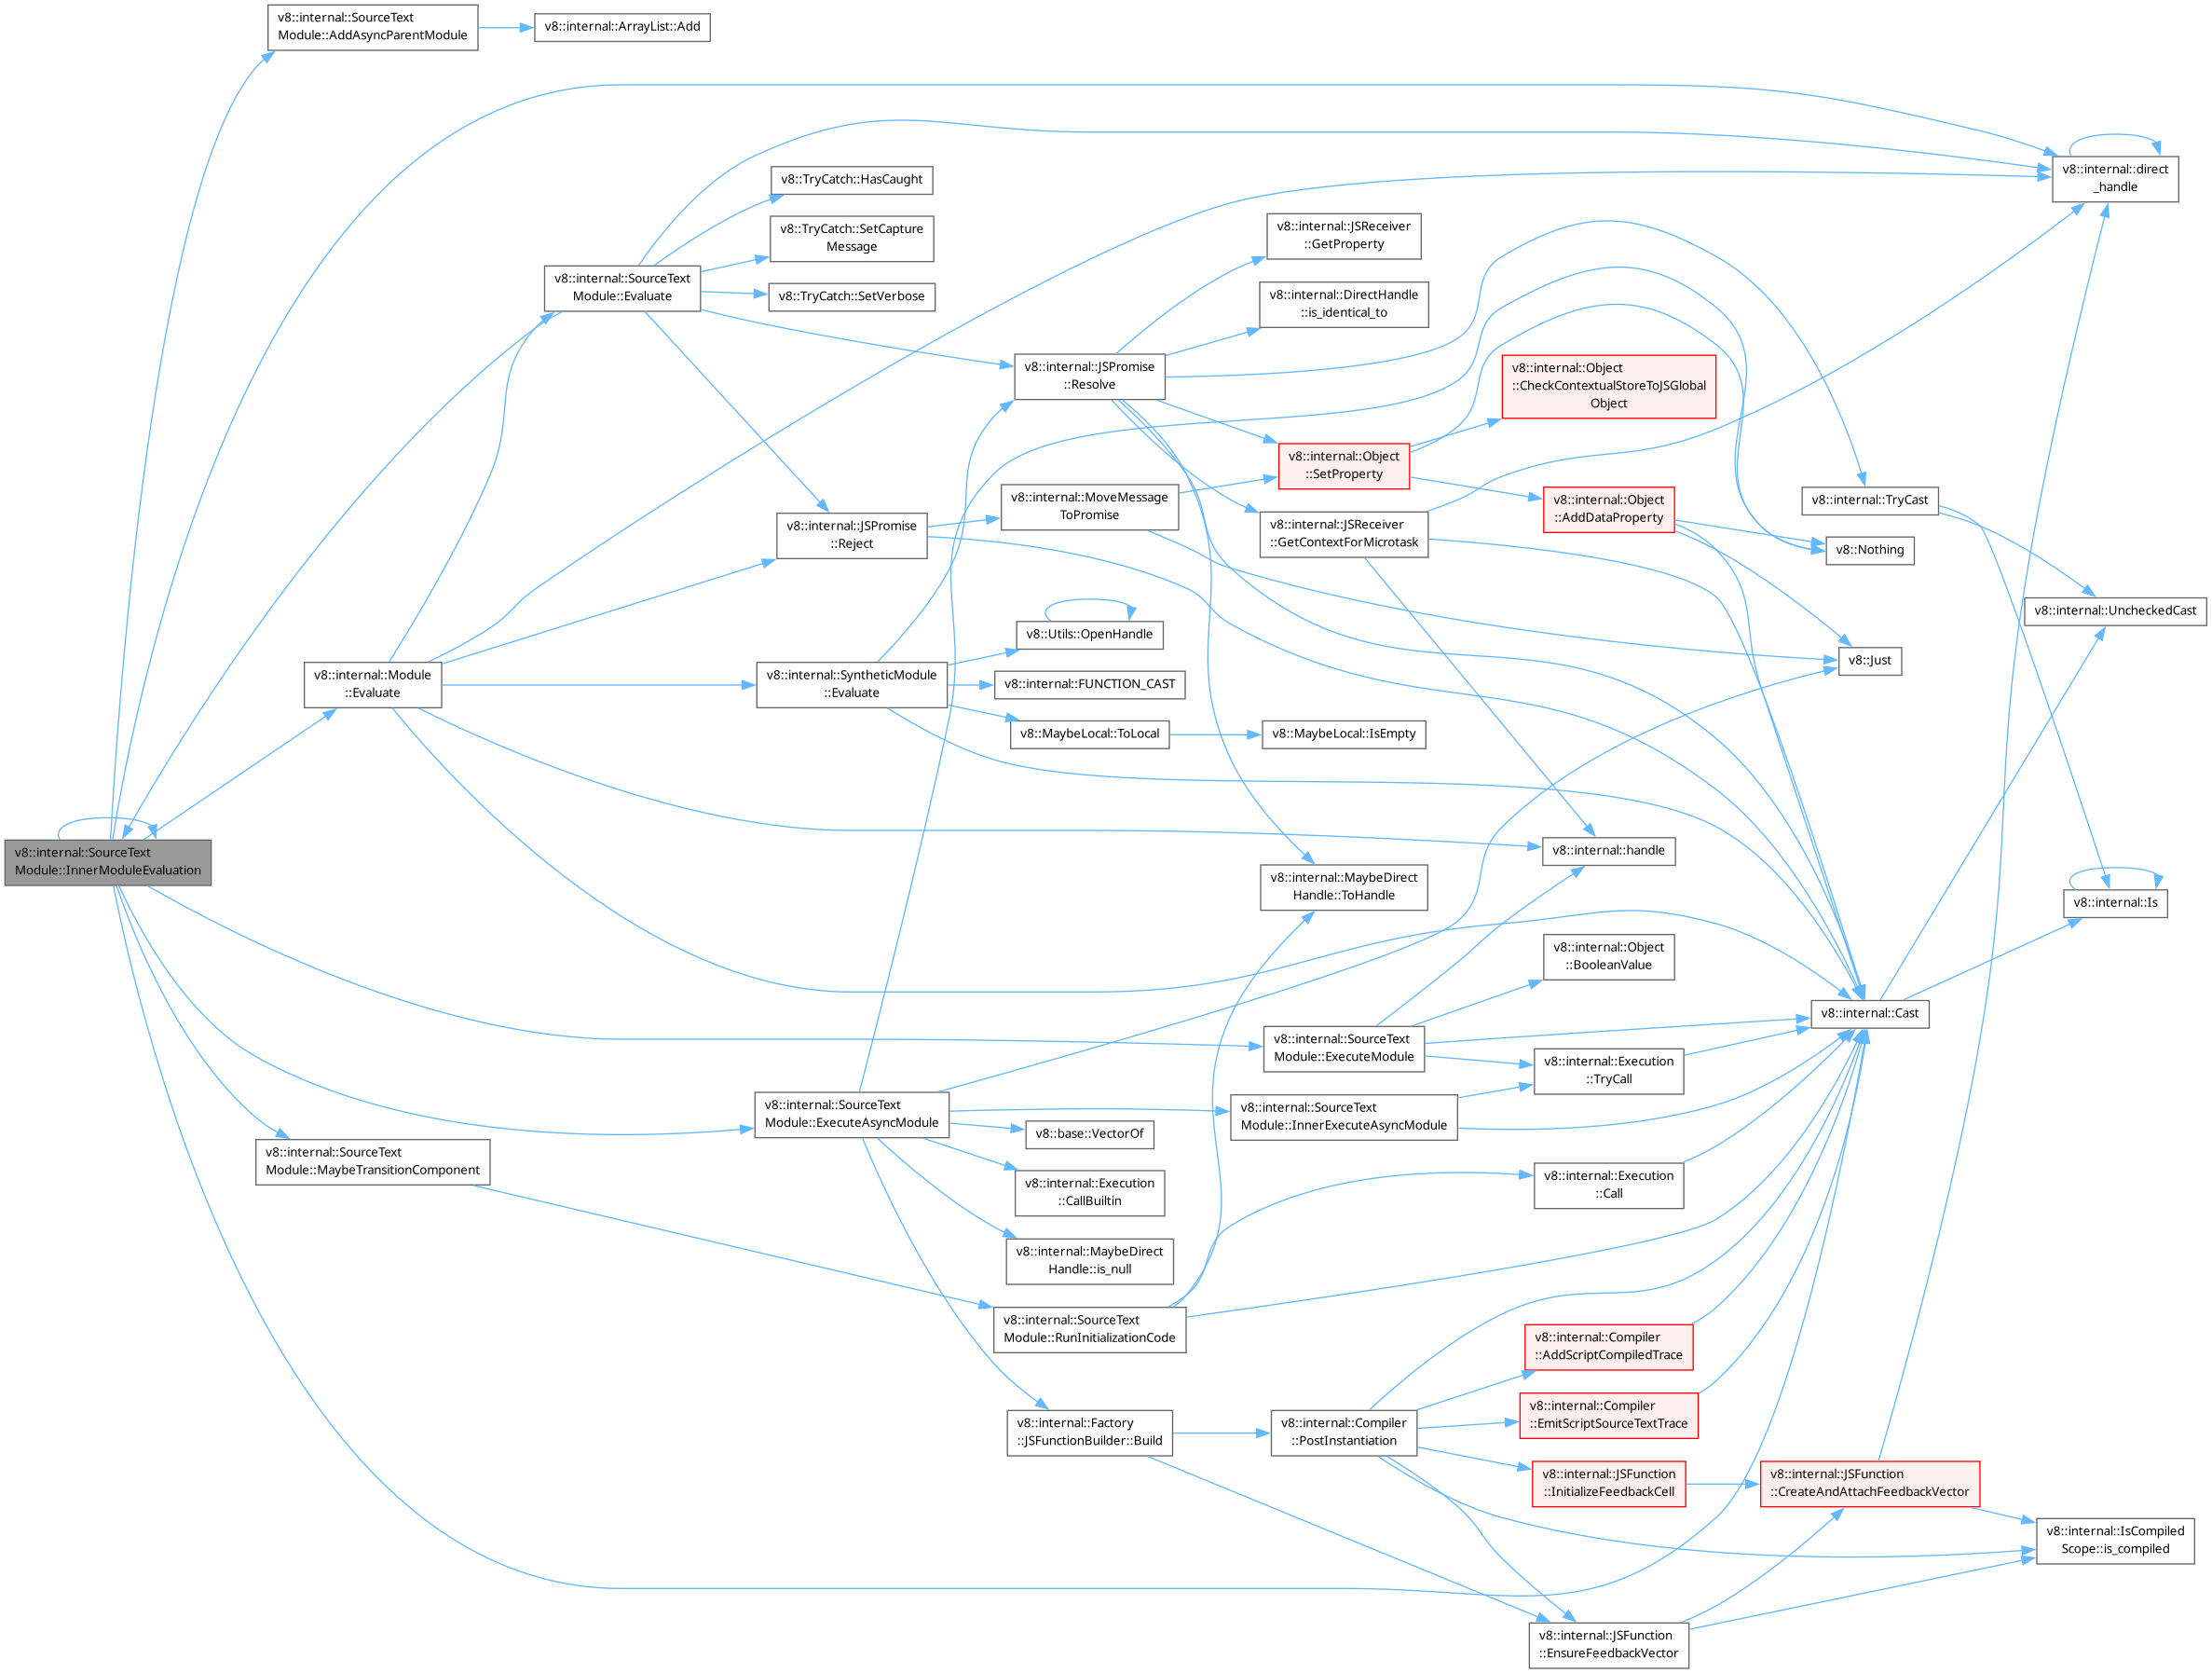 v8::internal::SourceText
Module::AddAsyncParentModule
v8::internal::ArrayList::Add
v8::internal::direct
_handle
v8::TryCatch::HasCaught
v8::TryCatch::SetCapture
Message
v8::TryCatch::SetVerbose
v8::internal::SourceText
Module::Evaluate
v8::internal::JSReceiver
::GetProperty
v8::internal::DirectHandle
::is_identical_to
v8::internal::JSPromise
::Resolve
v8::internal::Object
::CheckContextualStoreToJSGlobal
Object
v8::internal::Object
::SetProperty
v8::internal::MoveMessage
ToPromise
v8::internal::Object
::AddDataProperty
v8::internal::TryCast
v8::internal::JSPromise
::Reject
v8::internal::JSReceiver
::GetContextForMicrotask
v8::Nothing
v8::internal::UncheckedCast
v8::Utils::OpenHandle
v8::Just
v8::internal::Module
::Evaluate
v8::internal::SyntheticModule
::Evaluate
v8::internal::FUNCTION_CAST
v8::MaybeLocal::ToLocal
v8::MaybeLocal::IsEmpty
v8::internal::SourceText
Module::InnerModuleEvaluation
v8::internal::handle
v8::internal::MaybeDirect
Handle::ToHandle
v8::internal::Is
v8::internal::Object
::BooleanValue
v8::internal::Cast
v8::internal::SourceText
Module::ExecuteModule
v8::internal::Execution
::TryCall
v8::internal::SourceText
Module::ExecuteAsyncModule
v8::internal::SourceText
Module::InnerExecuteAsyncModule
v8::base::VectorOf
v8::internal::SourceText
Module::MaybeTransitionComponent
v8::internal::Execution
::CallBuiltin
v8::internal::Execution
::Call
v8::internal::MaybeDirect
Handle::is_null
v8::internal::SourceText
Module::RunInitializationCode
v8::internal::Compiler
::AddScriptCompiledTrace
v8::internal::Factory
::JSFunctionBuilder::Build
v8::internal::Compiler
::PostInstantiation
v8::internal::Compiler
::EmitScriptSourceTextTrace
v8::internal::JSFunction
::InitializeFeedbackCell
v8::internal::JSFunction
::CreateAndAttachFeedbackVector
v8::internal::IsCompiled
Scope::is_compiled
v8::internal::JSFunction
::EnsureFeedbackVector